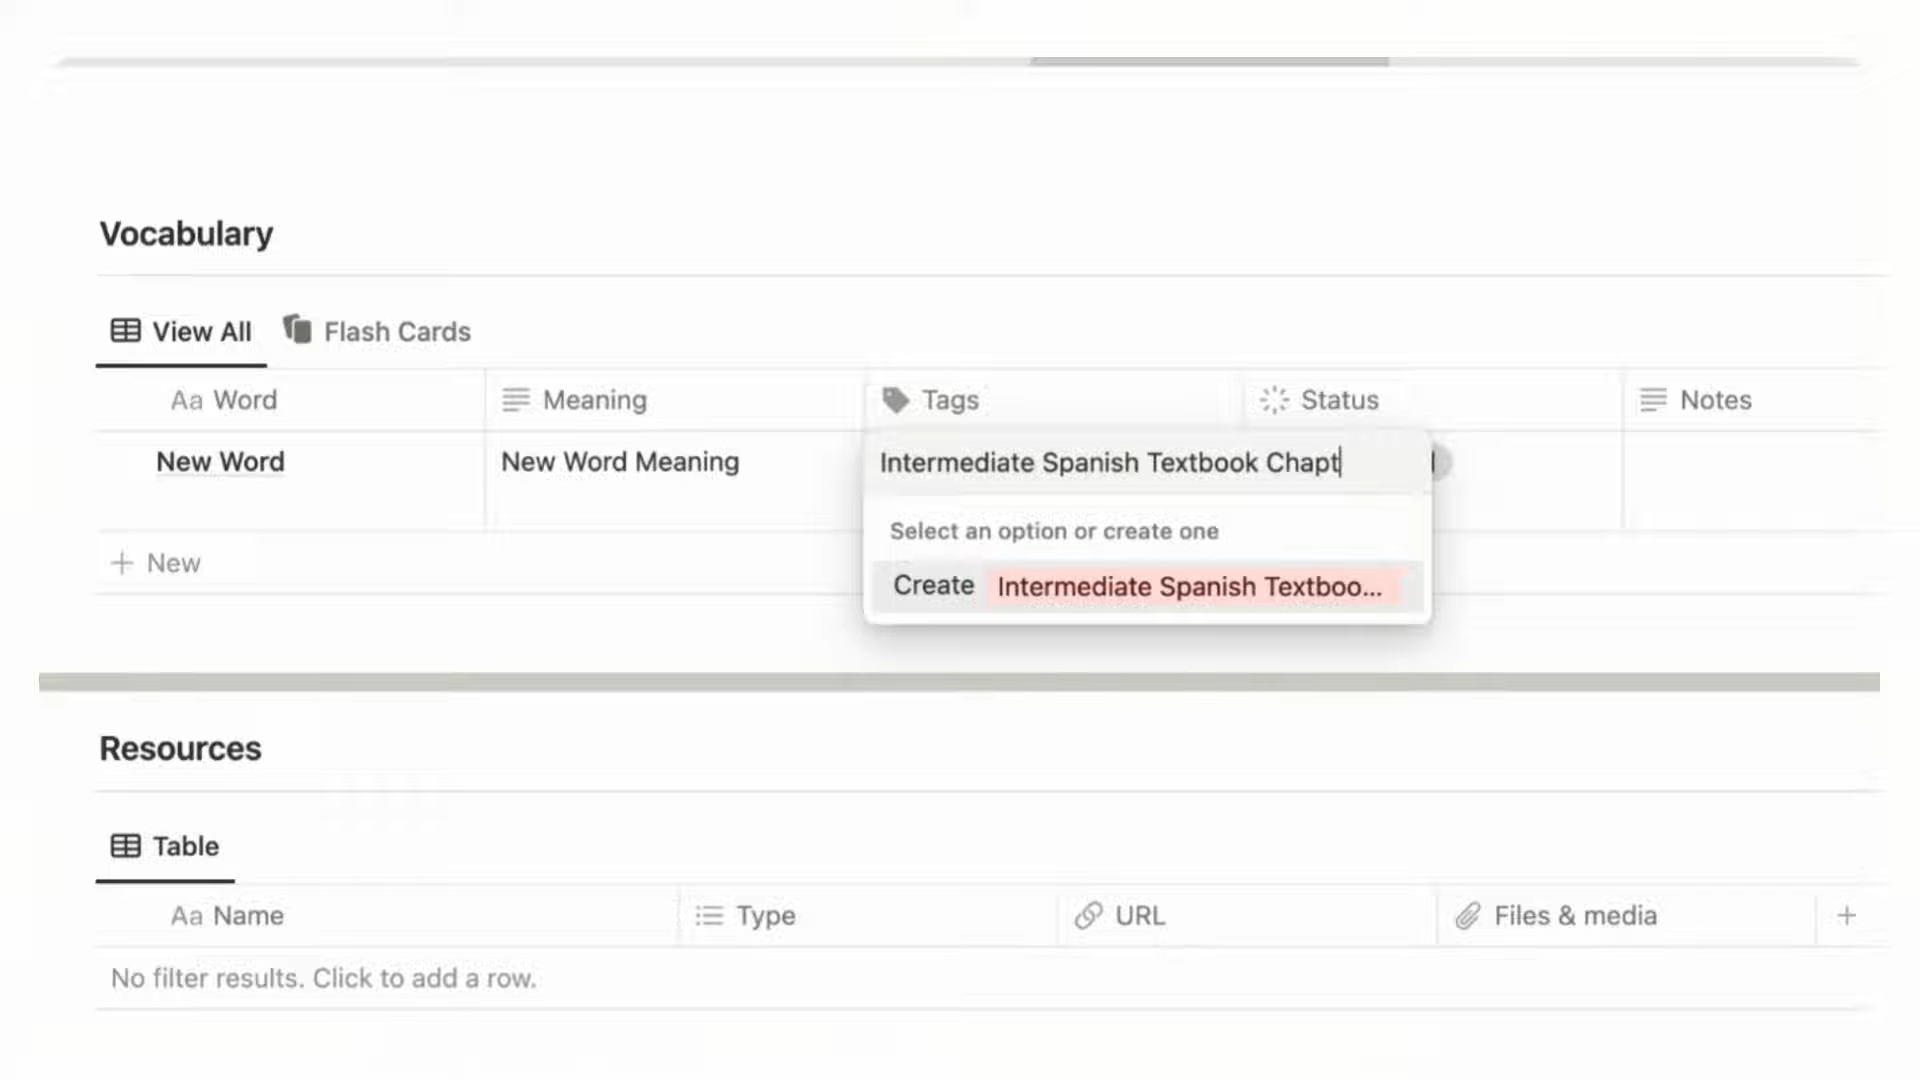 Vocabulary
View All Flash Cards
Aa Word Meaning Tags Status Notes
New Word New Word Meaning Intermediate Spanish Textbook Chapt
Select an option or create one
Create Intermediate Spanish Textboo...
+ New
Resources
Table
Aa Name Type URL Files & media +
No filter results. Click to add a row.